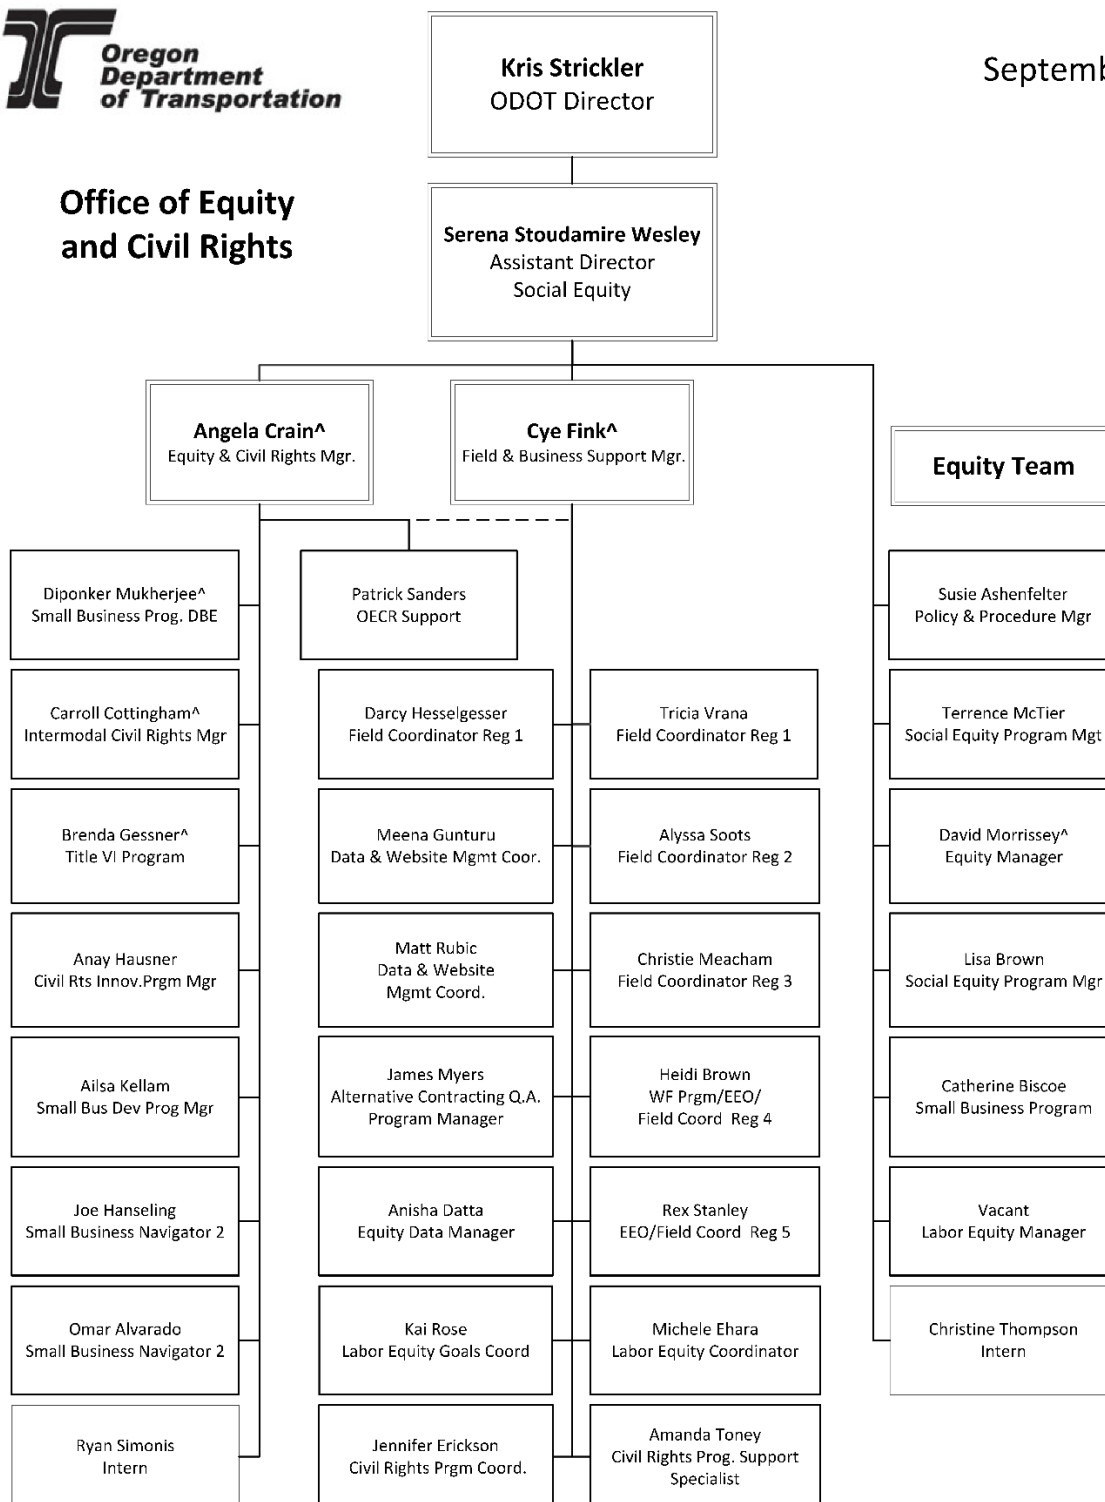 Oregon
Department
of Transportation
Kris Strickler
ODOT Director
Septemb
Office of Equity
and Civil Rights
Serena Stoudamire Wesley
Assistant Director
Social Equity
Angela Crain^
Equity & Civil Rights Mgr.
Cye Fink^
Field & Business Support Mgr.
Equity Team
Diponker Mukherjee^
Small Business Prog. DBE
Patrick Sanders
OECR Support
Susie Ashenfelter
Policy & Procedure Mgr
Carroll Cottingham^
Intermodal Civil Rights Mgr
Darcy Hesselgesser
Field Coordinator Reg 1
Tricia Vrana
Field Coordinator Reg 1
Terrence McTier
Social Equity Program Mgt
Brenda Gessner^
Title VI Program
Meena Gunturu
Data & Website Mgmt Coor.
Alyssa Soots
Field Coordinator Reg 2
David Morrissey^
Equity Manager
Anay Hausner
Civil Rts Innov.Prgm Mgr
Matt Rubic
Data & Website
Mgmt Coord.
Christie Meacham
Field Coordinator Reg 3
Lisa Brown
Social Equity Program Mgr
Ailsa Kellam
Small Bus Dev Prog Mgr
James Myers
Alternative Contracting Q.A.
Program Manager
Heidi Brown
WF Prgm/EEO/
Field Coord  Reg 4
Catherine Biscoe
Small Business Program
Joe Hanseling
Small Business Navigator 2
Anisha Datta
Equity Data Manager
Rex Stanley
EEO/Field Coord  Reg 5
Vacant
Labor Equity Manager
Omar Alvarado
Small Business Navigator 2
Kai Rose
Labor Equity Goals Coord
Michele Ehara
Labor Equity Coordinator
Christine Thompson
Intern
Ryan Simonis
Intern
Jennifer Erickson
Civil Rights Prgm Coord.
Amanda Toney
Civil Rights Prog. Support
Specialist